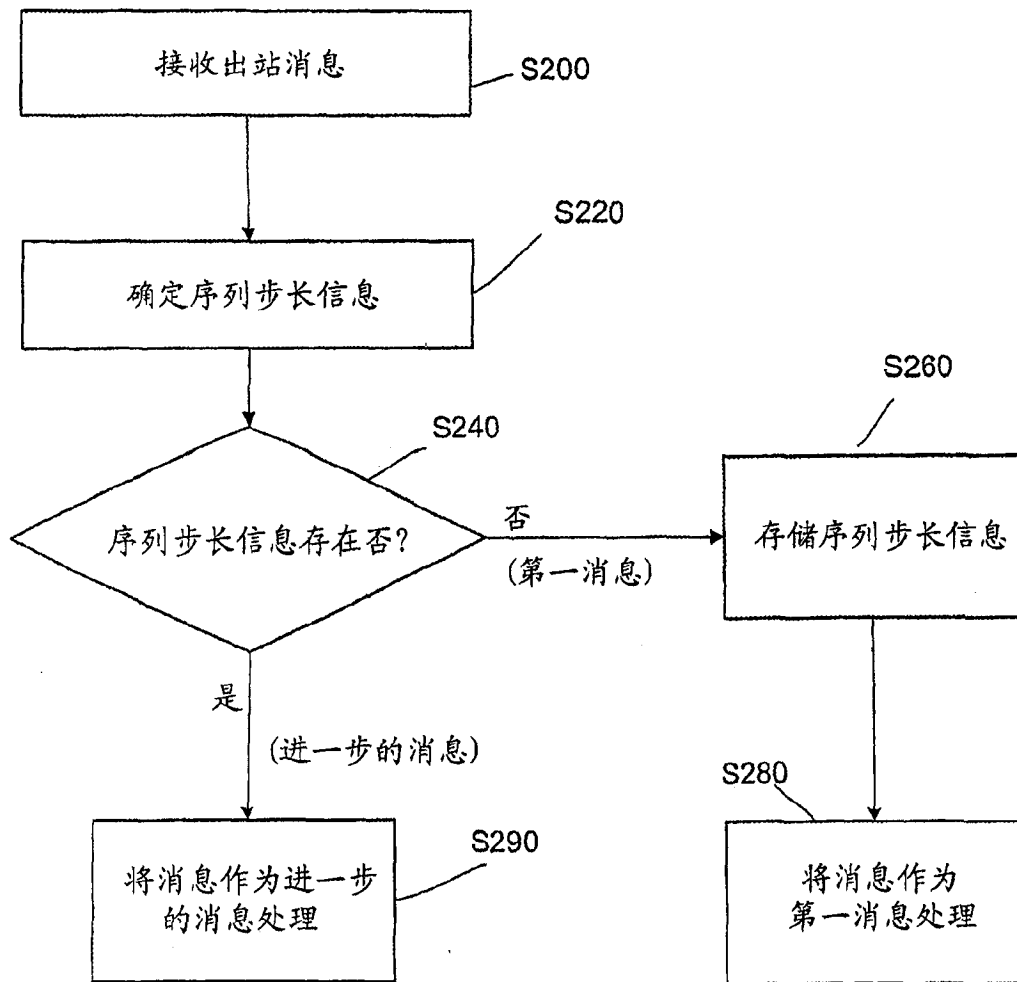 接收出站消息
S200
S220
确定序列步长信息
S260
S240
序列步长信息存在否?
否
(第一消息)
存储序列步长信息
是
(进一步的消息)
S280
S290
将消息作为进一步
的消息处理
将消息作为
第一消息处理